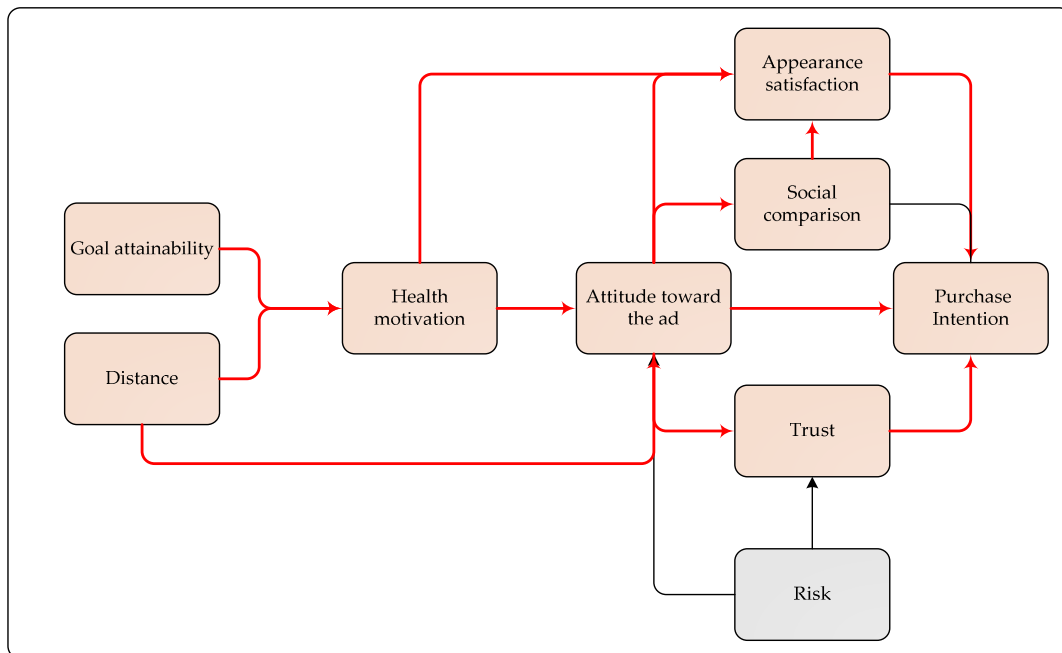 Appearance
satisfaction
Social
comparison
Goal attainability
Health
motivation
Attitude toward
the ad
Purchase
Intention
Distance
Trust
Risk